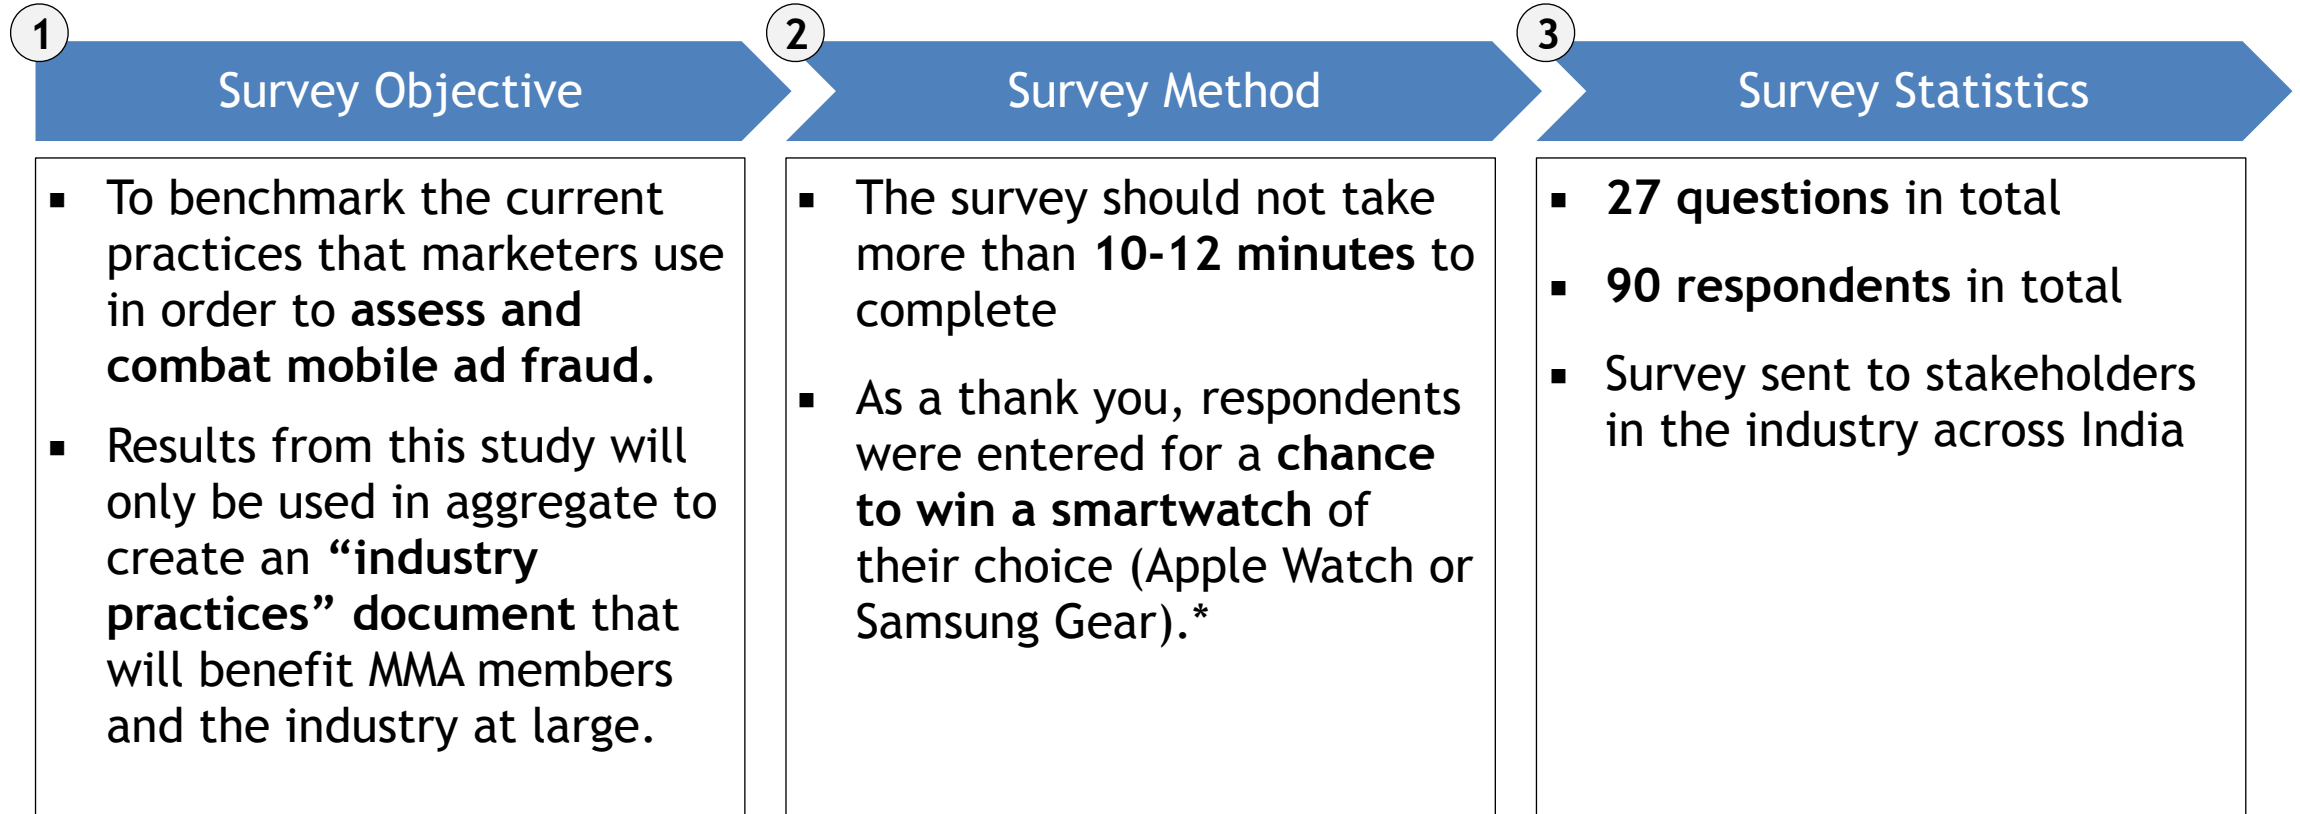 1
Survey Objective
▪ To benchmark the current
practices that marketers use
in order to assess and
combat mobile ad fraud.
▪ Results from this study will
only be used in aggregate to
create an “industry
practices” document that
will benefit MMA members
and the industry at large.
2
Survey Method
▪ The survey should not take
more than 10-12 minutes to
complete
▪ As a thank you, respondents
were entered for a chance
to win a smartwatch of
their choice (Apple Watch or
Samsung Gear).*
3
Survey Statistics
▪ 27 questions in total
▪ 90 respondents in total
▪ Survey sent to stakeholders
in the industry across India